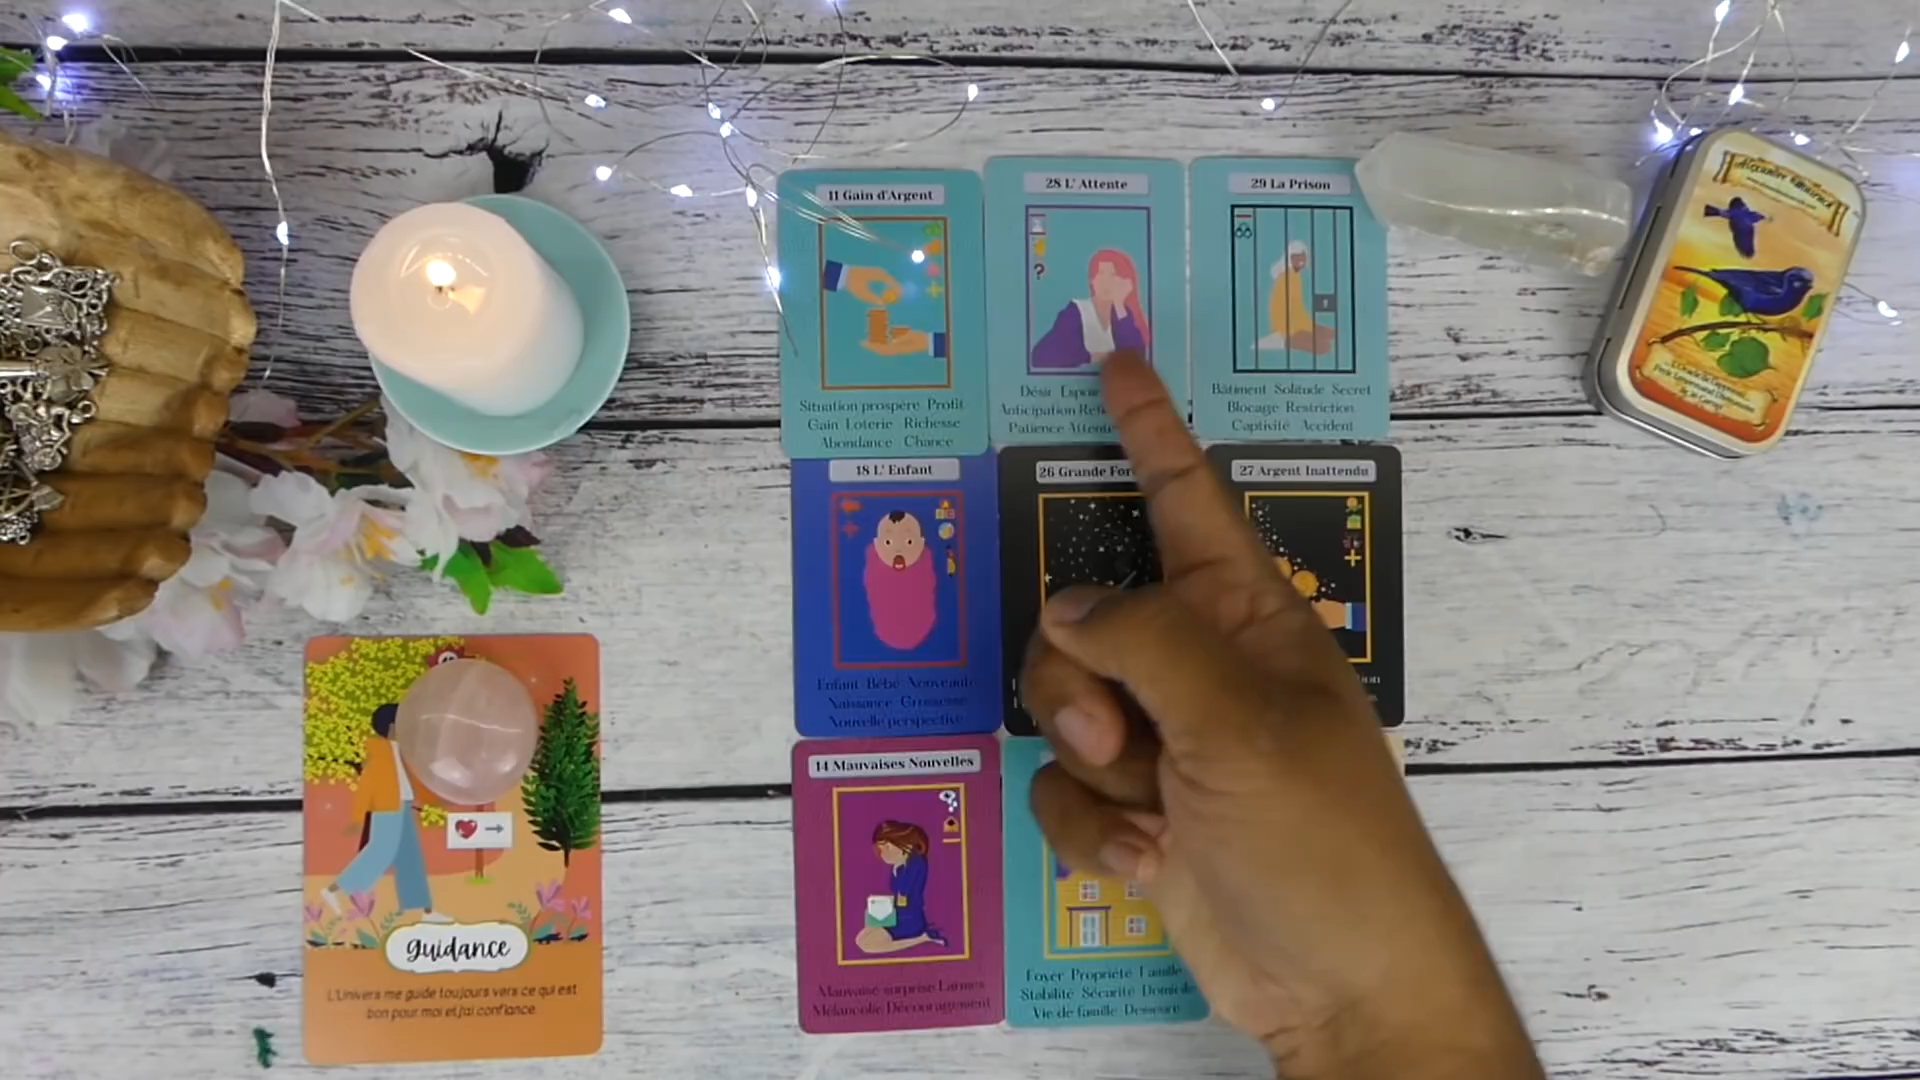 11 Gain d'Argent
Situation prospère Profit
Gain Loterie Richesse
Abondance Chance
28 L' Attente
?
Désir
Anticipation
Patience Attente
29 La Prison
Bâtiment Solitude Secret
Blocage Restriction
Captivité Accident
18 L' Enfant
Enfant Bébé Nouveauté
Naissance Grossesse
Nouvelle perspective
26 Grande
27 Argent Inattendu
14 Mauvaises Nouvelles
?
Mauvaise surprise Larmes
Mélancolie Découragement
Foyer Propriété Famille
Stabilité Sécurité Domicile
Vie de famille Demeure
guidance
L'Univers me guide toujours vers ce qui est
bon pour moi et j'ai confiance.